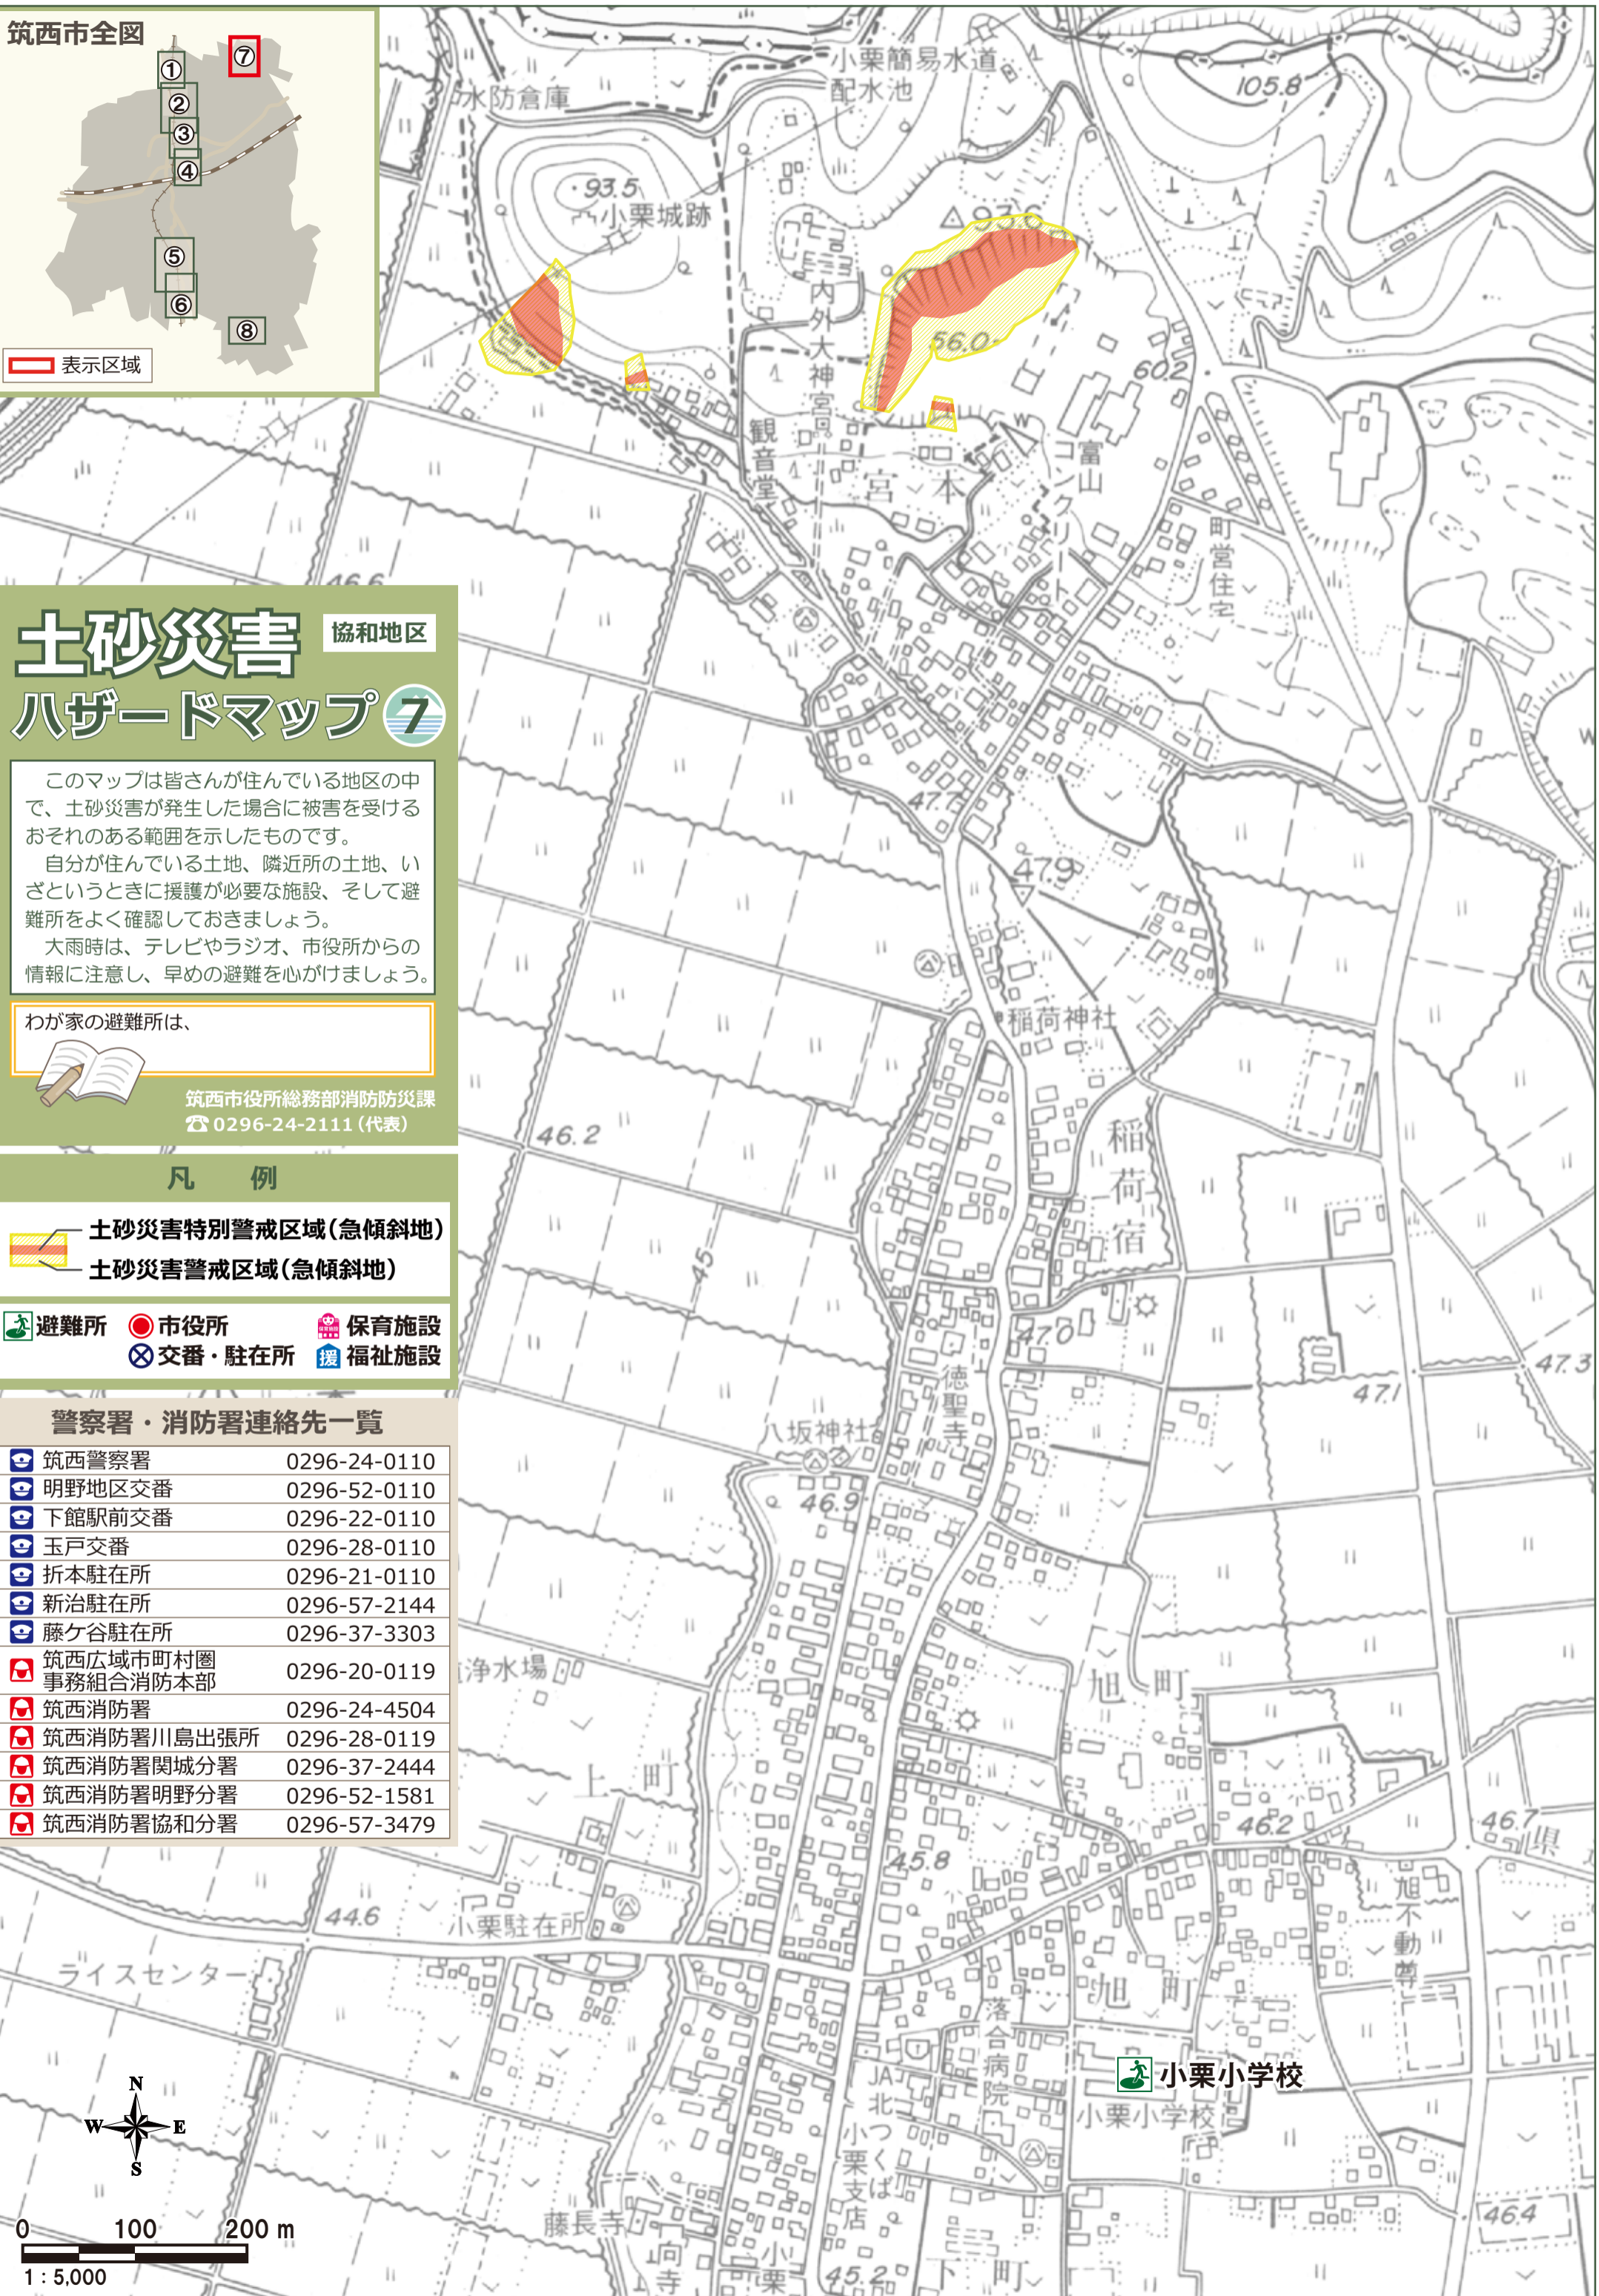 筑西市全図
①
②
③
④
⑤
⑥
⑦
⑧
表示区域
土砂災害
協和地区
ハザードマップ 7
このマップは皆さんが住んでいる地区の中
で、土砂災害が発生した場合に被害を受ける
おそれのある範囲を示したものです。
自分が住んでいる土地、隣近所の土地、い
ざというときに援護が必要な施設、そして避
難所をよく確認しておきましょう。
大雨時は、テレビやラジオ、市役所からの
情報に注意し、早めの避難を心がけましょう。
わが家の避難所は、
筑西市役所総務部消防防災課
☎0296-24-2111（代表）
凡　例
土砂災害特別警戒区域（急傾斜地）
土砂災害警戒区域（急傾斜地）
避難所
市役所
保育施設
交番・駐在所
援 福祉施設
警察署・消防署連絡先一覧
筑西警察署 0296-24-0110
明野地区交番 0296-52-0110
下館駅前交番 0296-22-0110
玉戸交番 0296-28-0110
折本駐在所 0296-21-0110
新治駐在所 0296-57-2144
藤ケ谷駐在所 0296-37-3303
筑西広域市町村圏
事務組合消防本部 0296-20-0119
筑西消防署 0296-24-4504
筑西消防署川島出張所 0296-28-0119
筑西消防署関城分署 0296-37-2444
筑西消防署明野分署 0296-52-1581
筑西消防署協和分署 0296-57-3479
N
W
E
S
0 100 200 m
1：5,000
水防倉庫
小栗簡易水道
配水池
105.8
93.5
小栗城跡
93.6
内外大神宮
56.0
60.2
観音堂
宮本
富山
コンクリート
町営住宅
46.6
47.7
47.9
稲荷神社
46.2
稲荷宿
45
47.0
47.3
47.1
徳聖寺
八坂神社
46.9
浄水場
旭町
上町
46.2
46.7
県
45.8
44.6
小栗駐在所
旭不動尊
ライスセンター
旭町
落合病院
小栗小学校
小栗小学校
JA北つくば
小栗支店
藤長寺
向寺
小栗
45.2
下町
46.4